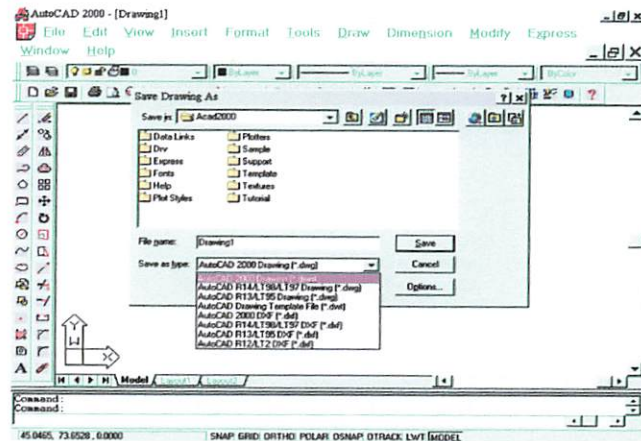 AutoCAD 2000 - [Drawing1]
File Edit View Insert Format Tools Draw Dimension Modify Express
Window Help
0 ByLayer ByLayer ByLayer ByColor
Save Drawing As
Save in: Acad2000
Data Links Plotters
Drv Sample
Express Support
Fonts Template
Help Textures
Plot Styles Tutorial
File name: Drawing1 Save
Save as type: AutoCAD 2000 Drawing (*.dwg) Cancel
AutoCAD 2000 Drawing (*.dwg)
AutoCAD R14/LT98/LT97 Drawing (*.dwg) Options...
AutoCAD R13/LT95 Drawing (*.dwg)
AutoCAD Drawing Template File (*.dwt)
AutoCAD 2000 DXF (*.dxf)
AutoCAD R14/LT98/LT97 DXF (*.dxf)
AutoCAD R13/LT95 DXF (*.dxf)
AutoCAD R12/LT2 DXF (*.dxf)
Y
W
X
Model Layout1 Layout2
Command:
Command:
45.0465, 73.6528, 0.0000 SNAP GRID ORTHO POLAR OSNAP OTRACK LWT MODEL